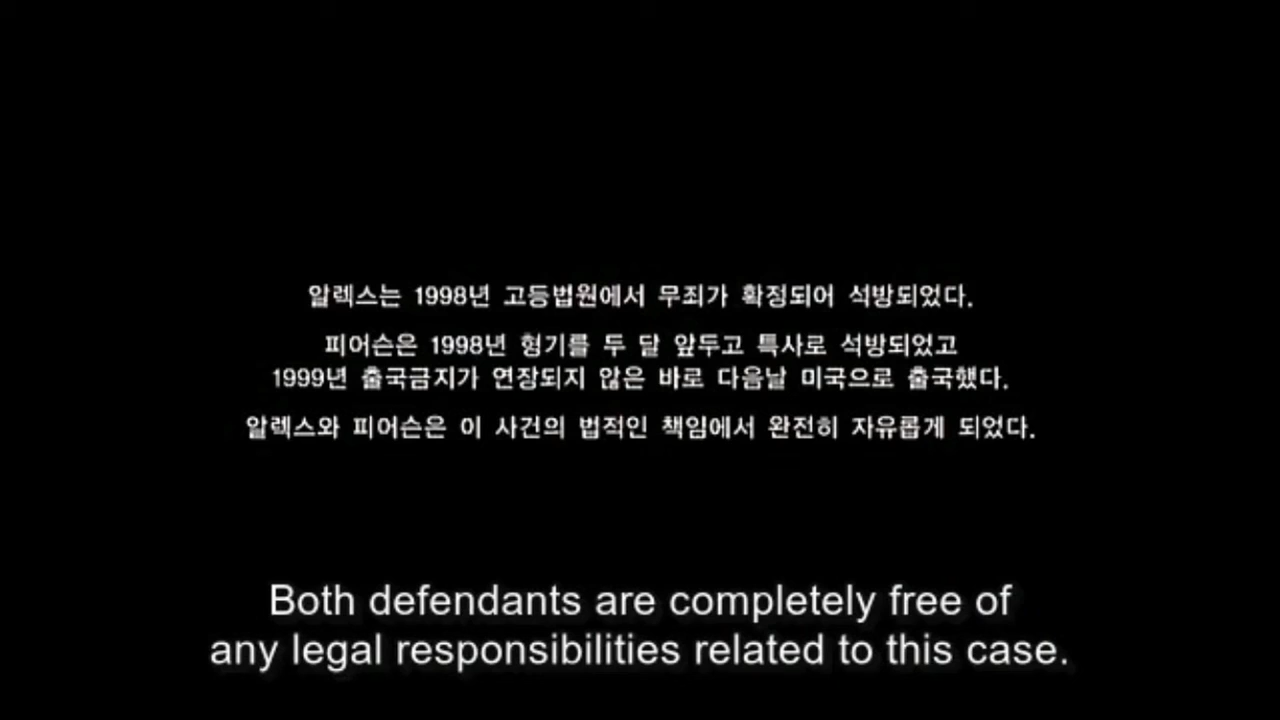 알렉스는 1998년 고등법원에서 무죄가 확정되어 석방되었다.
피어슨은 1998년 형기를 두 달 앞두고 특사로 석방되었고
1999년 출국금지가 연장되지 않은 바로 다음날 미국으로 출국했다.
알렉스와 피어슨은 이 사건의 법적인 책임에서 완전히 자유롭게 되었다.
Both defendants are completely free of
any legal responsibilities related to this case.